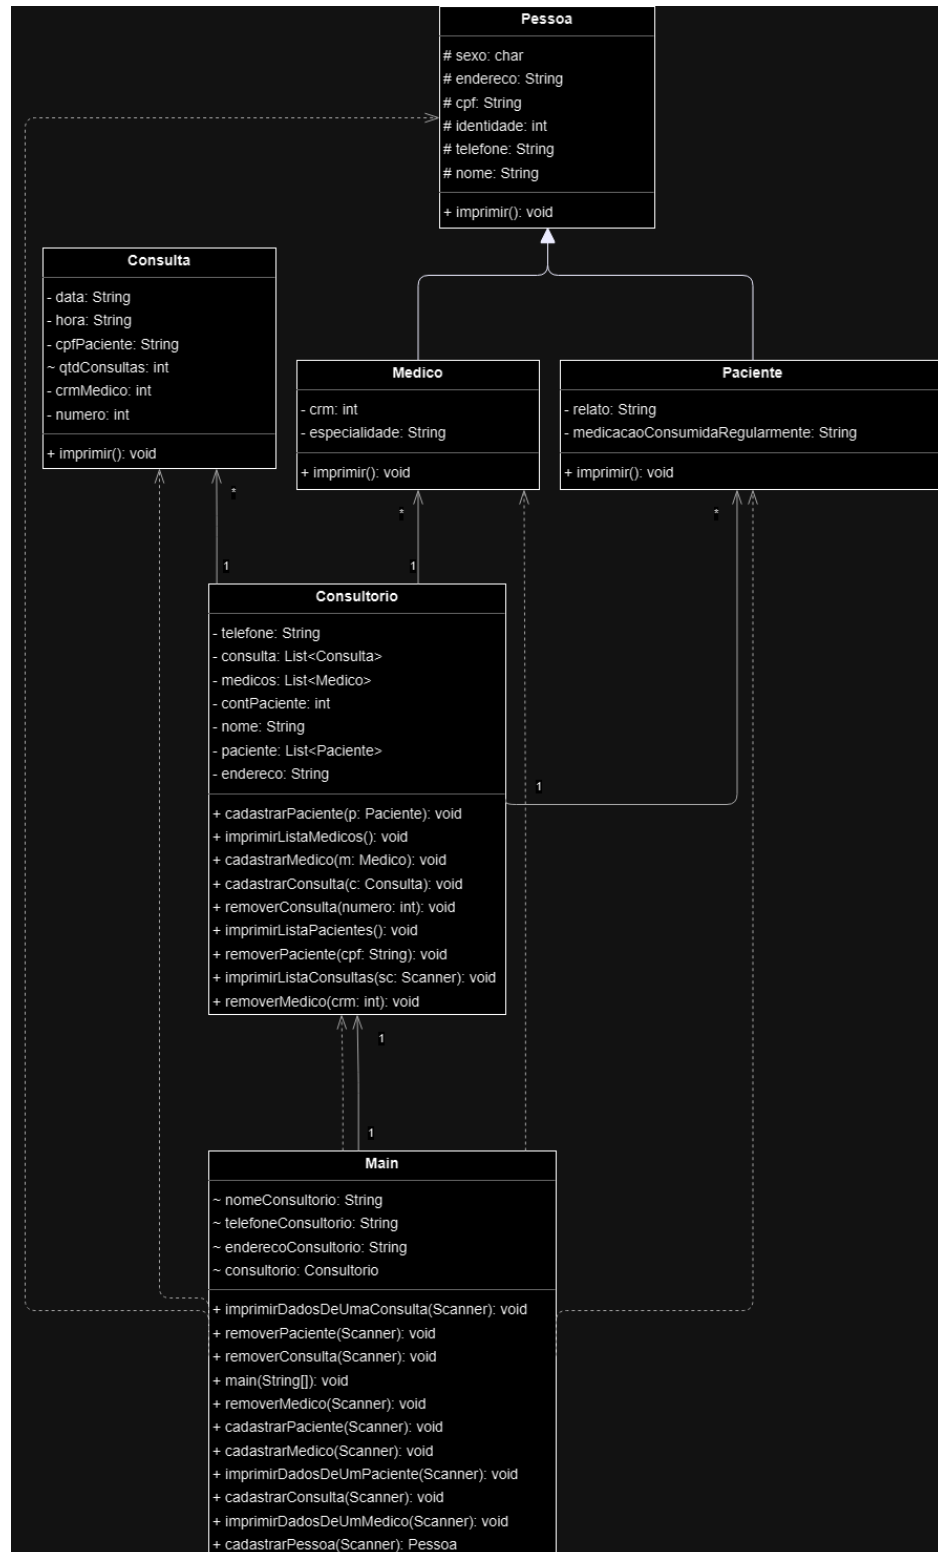 Pessoa
# sexo: char
# endereco: String
# cpf: String
# identidade: int
# telefone: String
# nome: String
+ imprimir(): void
Consulta
- data: String
- hora: String
- cpfPaciente: String
~ qtdConsultas: int
- crmMedico: int
- numero: int
+ imprimir(): void
Medico
- crm: int
- especialidade: String
+ imprimir(): void
Paciente
- relato: String
- medicacaoConsumidaRegularmente: String
+ imprimir(): void
*
*
*
1
1
Consultorio
- telefone: String
- consulta: List<Consulta>
- medicos: List<Medico>
- contPaciente: int
- nome: String
- paciente: List<Paciente>
- endereco: String
1
+ cadastrarPaciente(p: Paciente): void
+ imprimirListaMedicos(): void
+ cadastrarMedico(m: Medico): void
+ cadastrarConsulta(c: Consulta): void
+ removerConsulta(numero: int): void
+ imprimirListaPacientes(): void
+ removerPaciente(cpf: String): void
+ imprimirListaConsultas(sc: Scanner): void
+ removerMedico(crm: int): void
1
1
Main
~ nomeConsultorio: String
~ telefoneConsultorio: String
~ enderecoConsultorio: String
~ consultorio: Consultorio
+ imprimirDadosDeUmaConsulta(Scanner): void
+ removerPaciente(Scanner): void
+ removerConsulta(Scanner): void
+ main(String[]): void
+ removerMedico(Scanner): void
+ cadastrarPaciente(Scanner): void
+ cadastrarMedico(Scanner): void
+ imprimirDadosDeUmPaciente(Scanner): void
+ cadastrarConsulta(Scanner): void
+ imprimirDadosDeUmMedico(Scanner): void
+ cadastrarPessoa(Scanner): Pessoa